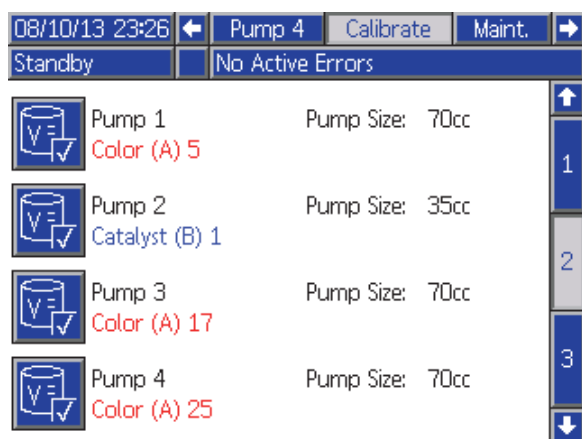 08/10/13 23:26 Pump 4 Calibrate Maint.
Standby No Active Errors
Pump 1 Pump Size: 70cc
Color (A) 5
1
Pump 2 Pump Size: 35cc
Catalyst (B) 1
2
Pump 3 Pump Size: 70cc
Color (A) 17
3
Pump 4 Pump Size: 70cc
Color (A) 25